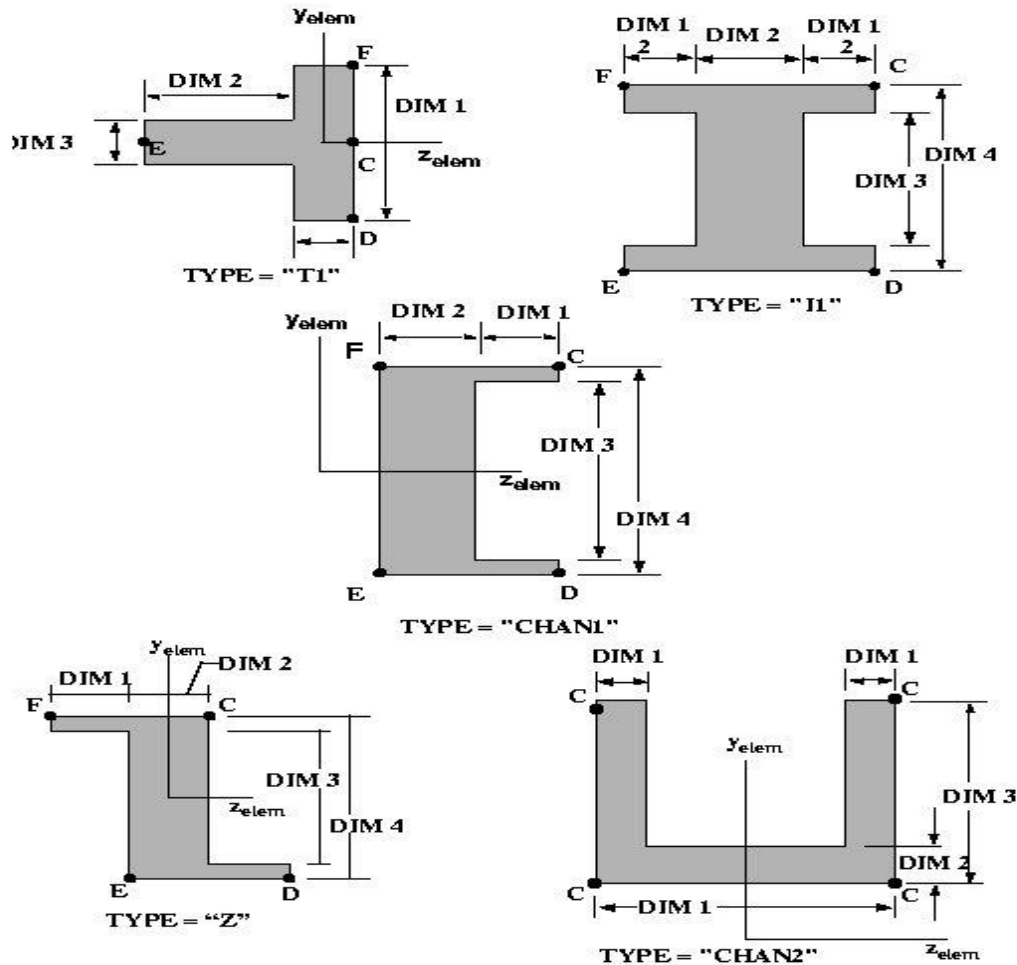 yelem
F
DIM 2
DIM 1
DIM 3
E
C
zelem
D
TYPE = "T1"
DIM 1
2
DIM 2
DIM 1
2
F
C
DIM 4
DIM 3
E
D
TYPE = "I1"
yelem
DIM 2
DIM 1
F
C
DIM 3
zelem
DIM 4
E
D
TYPE = "CHAN1"
yelem
DIM 2
DIM 1
F
C
DIM 3
zelem
DIM 4
E
D
TYPE = “Z”
DIM 1
DIM 1
C
C
yelem
DIM 3
DIM 2
C
C
DIM 1
zelem
TYPE = "CHAN2"